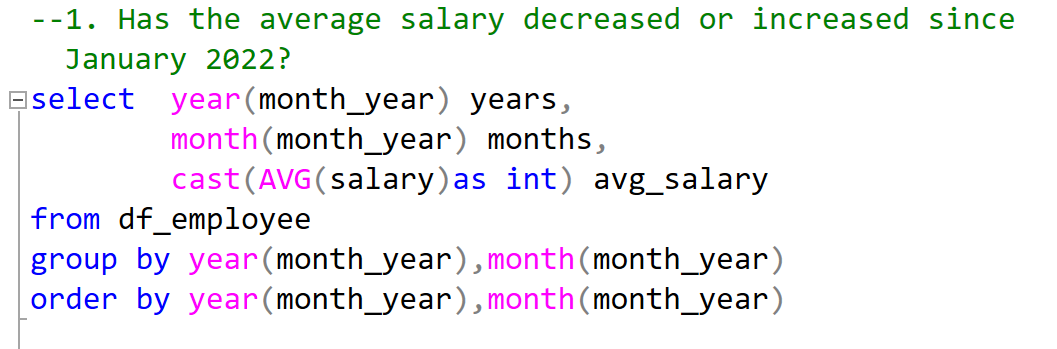 --1. Has the average salary decreased or increased since
January 2022?
select  year(month_year) years,
month(month_year) months,
cast(AVG(salary)as int) avg_salary
from df_employee
group by year(month_year),month(month_year)
order by year(month_year),month(month_year)